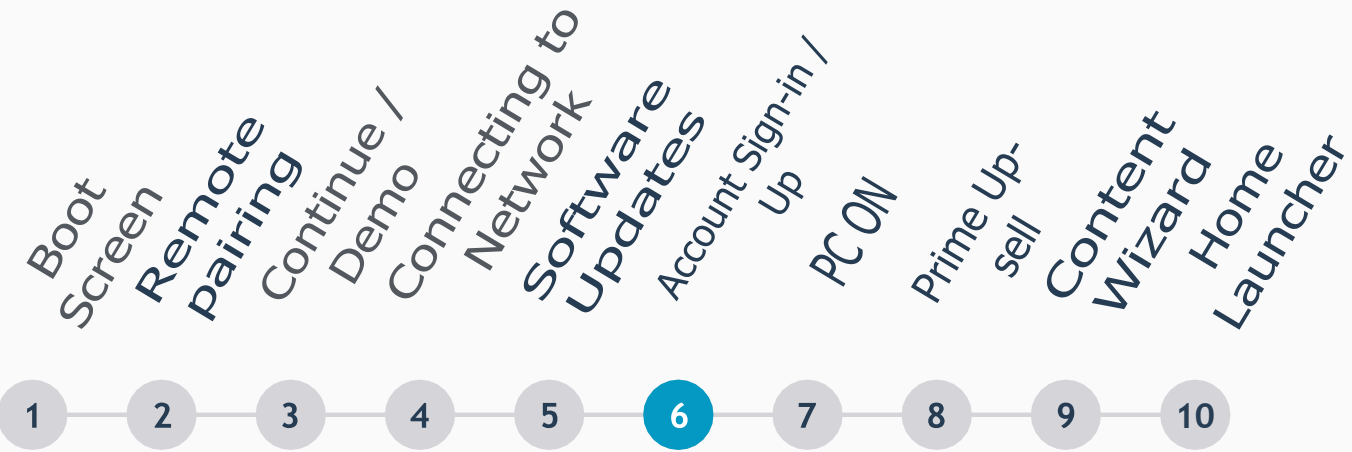 Boot
Screen
Remote
pairing
Continue /
Demo
Connecting to
Network
Software
Updates
Account Sign-in /
Up
PC ON
Prime Up-
sell
Content
Wizard
Home
Launcher
1 2 3 4 5 6 7 8 9 10